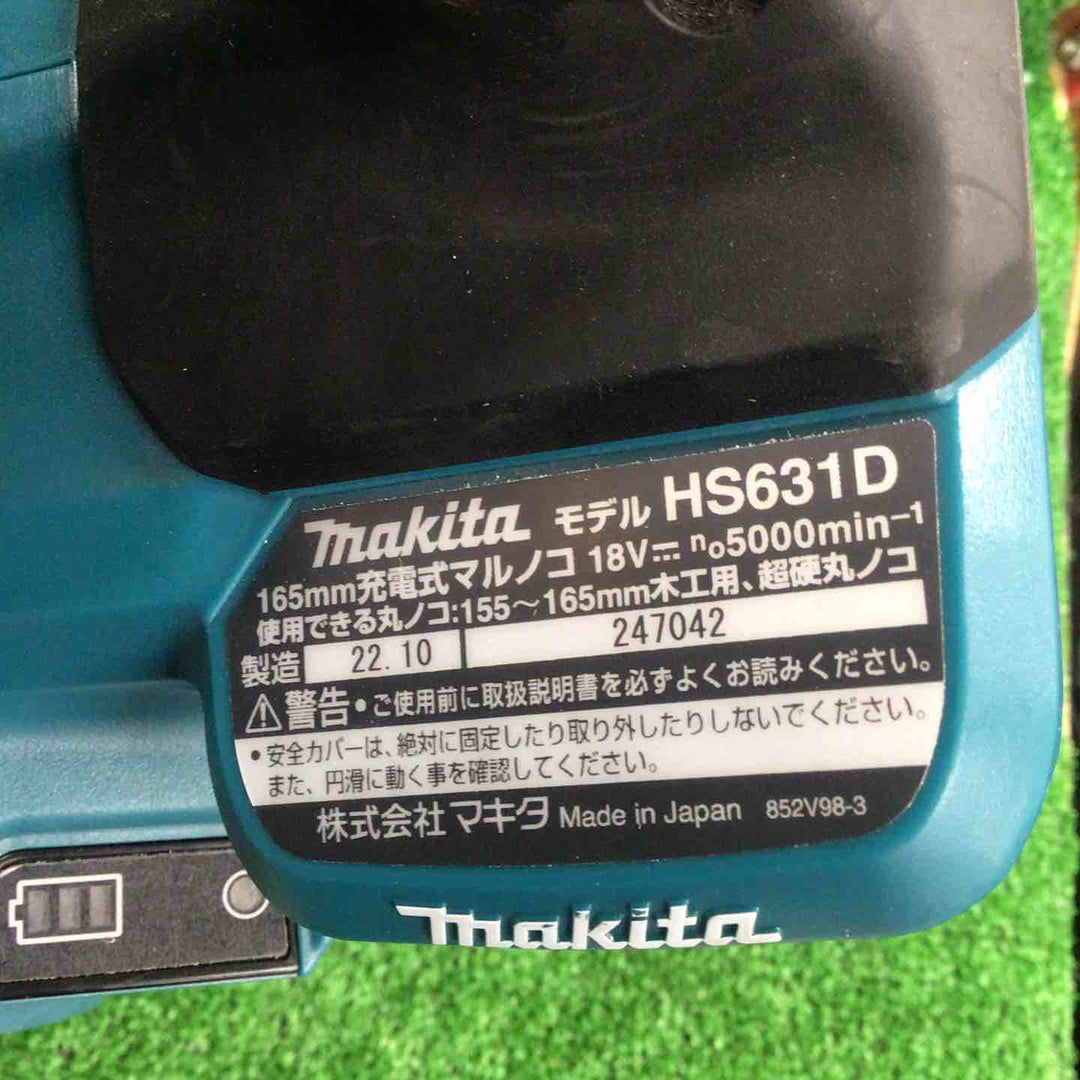 makita モデル HS631D
165mm充電式マルノコ 18V⎓ n₀5000min⁻¹
使用できる丸ノコ:155～165mm木工用、超硬丸ノコ
製造 22.10 247042
⚠警告•ご使用前に取扱説明書を必ずよくお読みください。
•安全カバーは、絶対に固定したり取り外したりしないでください。
また、円滑に動く事を確認してください。
株式会社マキタ Made in Japan 852V98-3
makita